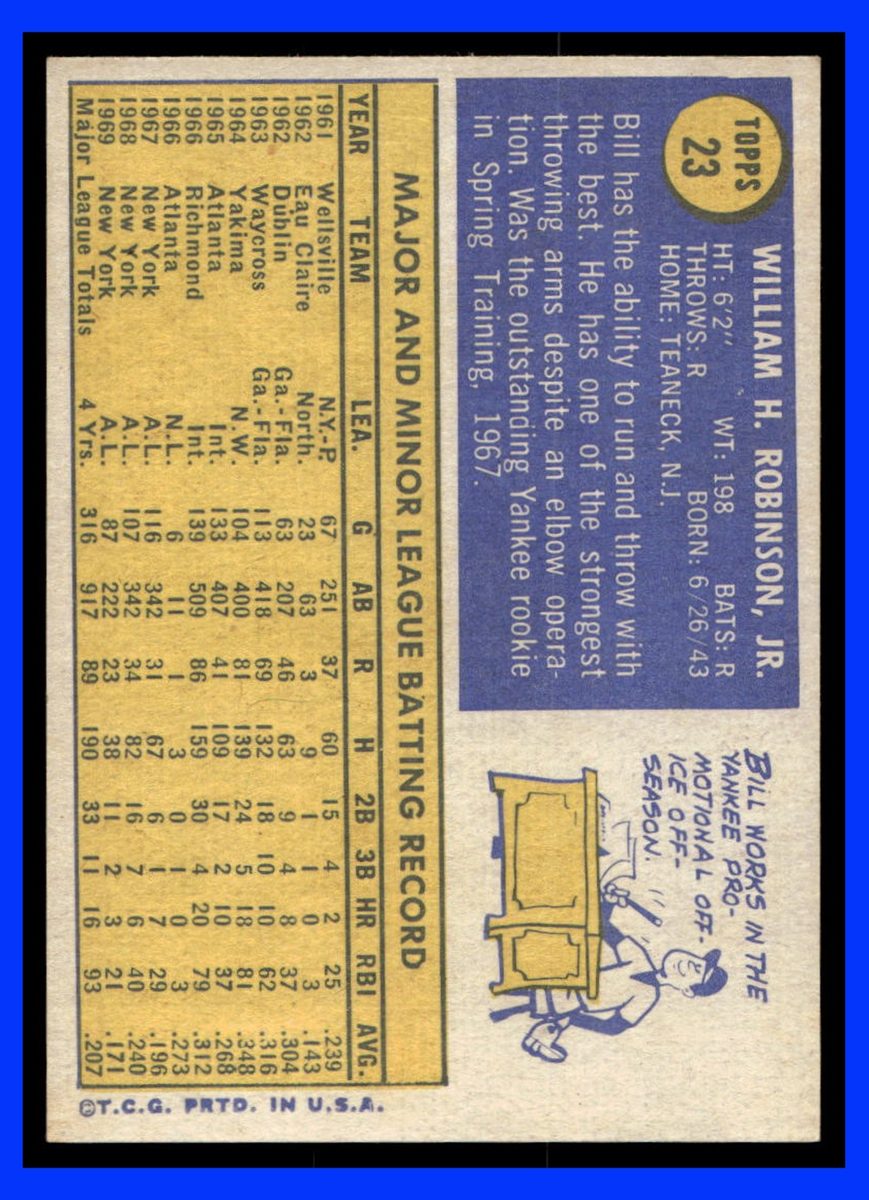 TOPPS
23
WILLIAM H. ROBINSON, JR.
HT: 6'2" WT: 198 BATS: R
THROWS: R BORN: 6/26/43
HOME: TEANECK, N.J.
Bill has the ability to run and throw with
the best. He has one of the strongest
throwing arms despite an elbow opera-
tion. Was the outstanding Yankee rookie
in Spring Training, 1967.
BILL WORKS IN THE
YANKEE PRO-
MOTIONAL OFF-
ICE OFF-
SEASON.
MAJOR AND MINOR LEAGUE BATTING RECORD
YEAR TEAM LEA. G AB R H 2B 3B HR RBI AVG.
1961 Wellsville N.Y.-P. 67 251 37 60 15 4 2 25 .239
1962 Eau Claire North. 23 63 3 9 1 1 0 3 .143
1962 Dublin Ga.-Fla. 63 207 46 63 9 4 8 37 .304
1963 Waycross Ga.-Fla. 113 418 69 132 18 10 10 62 .316
1964 Yakima N.W. 104 400 81 139 24 5 18 81 .348
1965 Atlanta Int. 133 407 41 109 17 2 10 37 .268
1966 Richmond Int. 139 509 86 159 30 4 20 79 .312
1966 Atlanta N.L. 6 11 1 3 0 1 0 3 .273
1967 New York A.L. 116 342 31 67 6 1 7 29 .196
1968 New York A.L. 107 342 34 82 16 7 6 40 .240
1969 New York A.L. 87 222 23 38 11 2 3 21 .171
Major League Totals 4 Yrs. 316 917 89 190 33 11 16 93 .207
©T.C.G. PRTD. IN U.S.A.